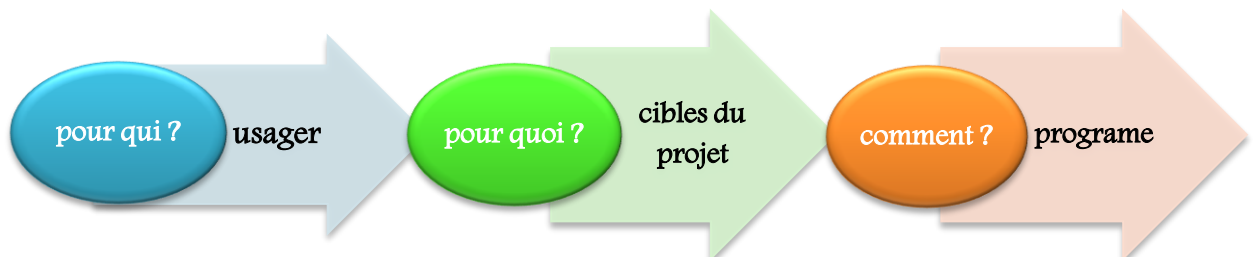 pour qui ?
usager
pour quoi ?
cibles du
projet
comment ?
programe